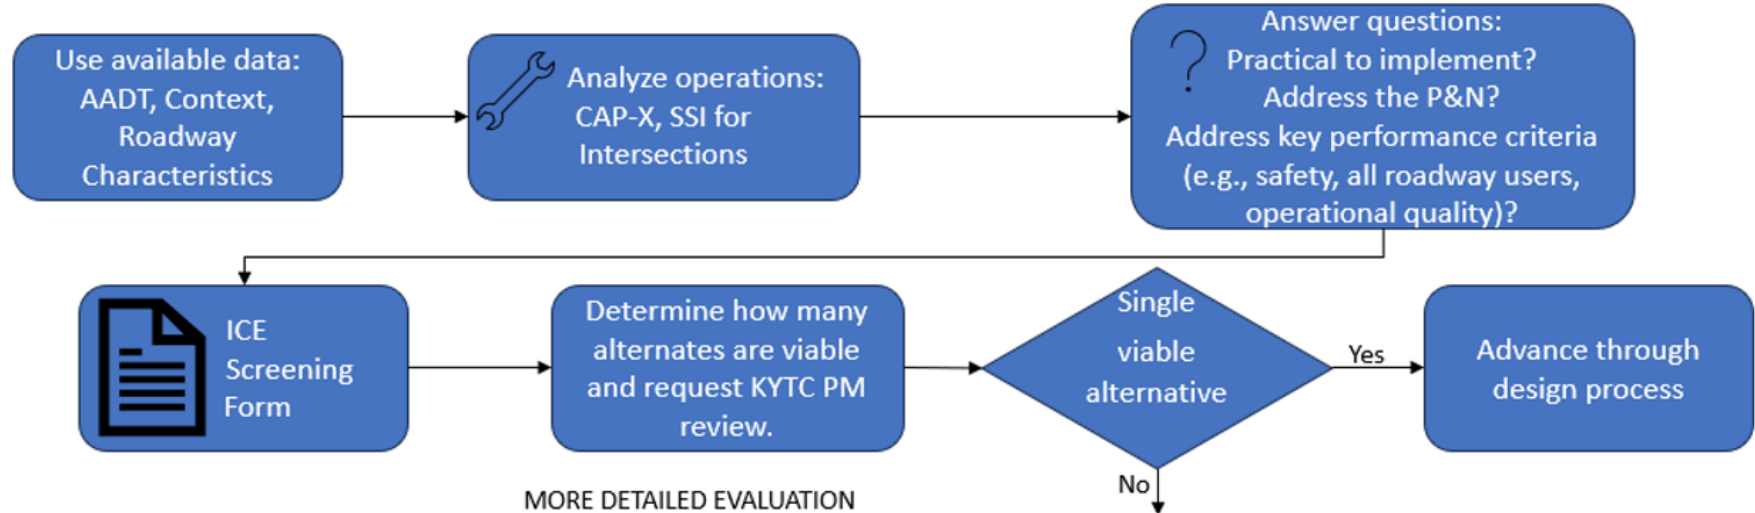 Use available data:
AADT, Context,
Roadway
Characteristics
Analyze operations:
CAP-X, SSI for
Intersections
Answer questions:
Practical to implement?
Address the P&N?
Address key performance criteria
(e.g., safety, all roadway users,
operational quality)?
ICE
Screening
Form
Determine how many
alternates are viable
and request KYTC PM
review.
Single
viable
alternative
Yes
Advance through
design process
No
MORE DETAILED EVALUATION